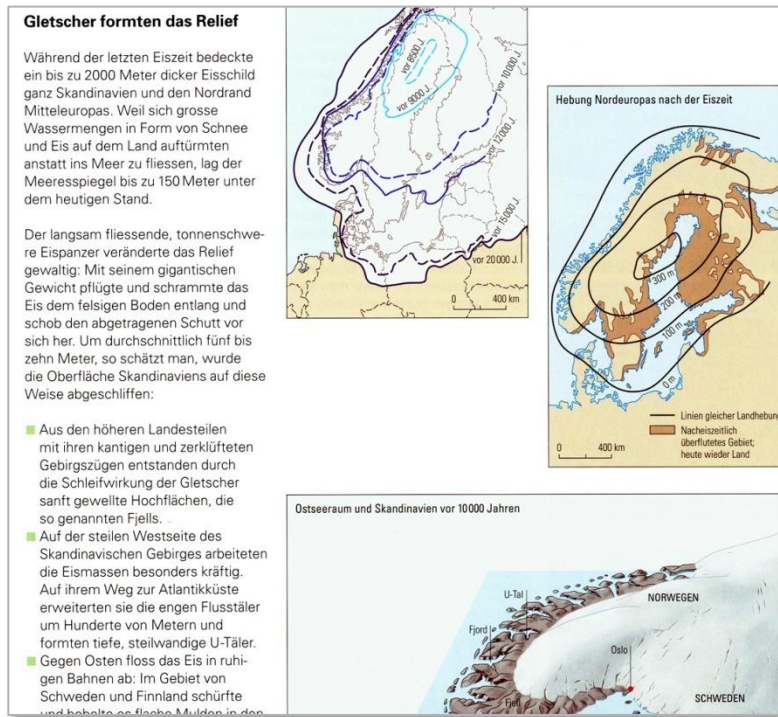 Gletscher formten das Relief
Während der letzten Eiszeit bedeckte
ein bis zu 2000 Meter dicker Eisschild
ganz Skandinavien und den Nordrand
Mitteleuropas. Weil sich grosse
Wassermengen in Form von Schnee
und Eis auf dem Land auftürmten
anstatt ins Meer zu fliessen, lag der
Meeresspiegel bis zu 150 Meter unter
dem heutigen Stand.
Der langsam fliessende, tonnenschwe-
re Eispanzer veränderte das Relief
gewaltig: Mit seinem gigantischen
Gewicht pflügte und schrammte das
Eis dem felsigen Boden entlang und
schob den abgetragenen Schutt vor
sich her. Um durchschnittlich fünf bis
zehn Meter, so schätzt man, wurde
die Oberfläche Skandinaviens auf diese
Weise abgeschliffen:
Aus den höheren Landesteilen
mit ihren kantigen und zerklüfteten
Gebirgszügen entstanden durch
die Schleifwirkung der Gletscher
sanft gewellte Hochflächen, die
so genannten Fjells.
Auf der steilen Westseite des
Skandinavischen Gebirges arbeiteten
die Eismassen besonders kräftig.
Auf ihrem Weg zur Atlantikküste
erweiterten sie die engen Flusstäler
um Hunderte von Metern und
formten tiefe, steilwandige U-Täler.
Gegen Osten floss das Eis in ruhi-
gen Bahnen ab: Im Gebiet von
Schweden und Finnland schürfte
und hobelte es flache Mulden in den
vor 8500 J.
vor 9000 J.
vor 10000 J.
vor 12000 J.
vor 15000 J.
vor 20000 J.
0 400 km
Hebung Nordeuropas nach der Eiszeit
300 m
200 m
100 m
0 m
Linien gleicher Landhebung
Nacheiszeitlich
überflutetes Gebiet;
heute wieder Land
0 400 km
Ostseeraum und Skandinavien vor 10000 Jahren
U-Tal
NORWEGEN
Fjord
Oslo
Fjell
SCHWEDEN